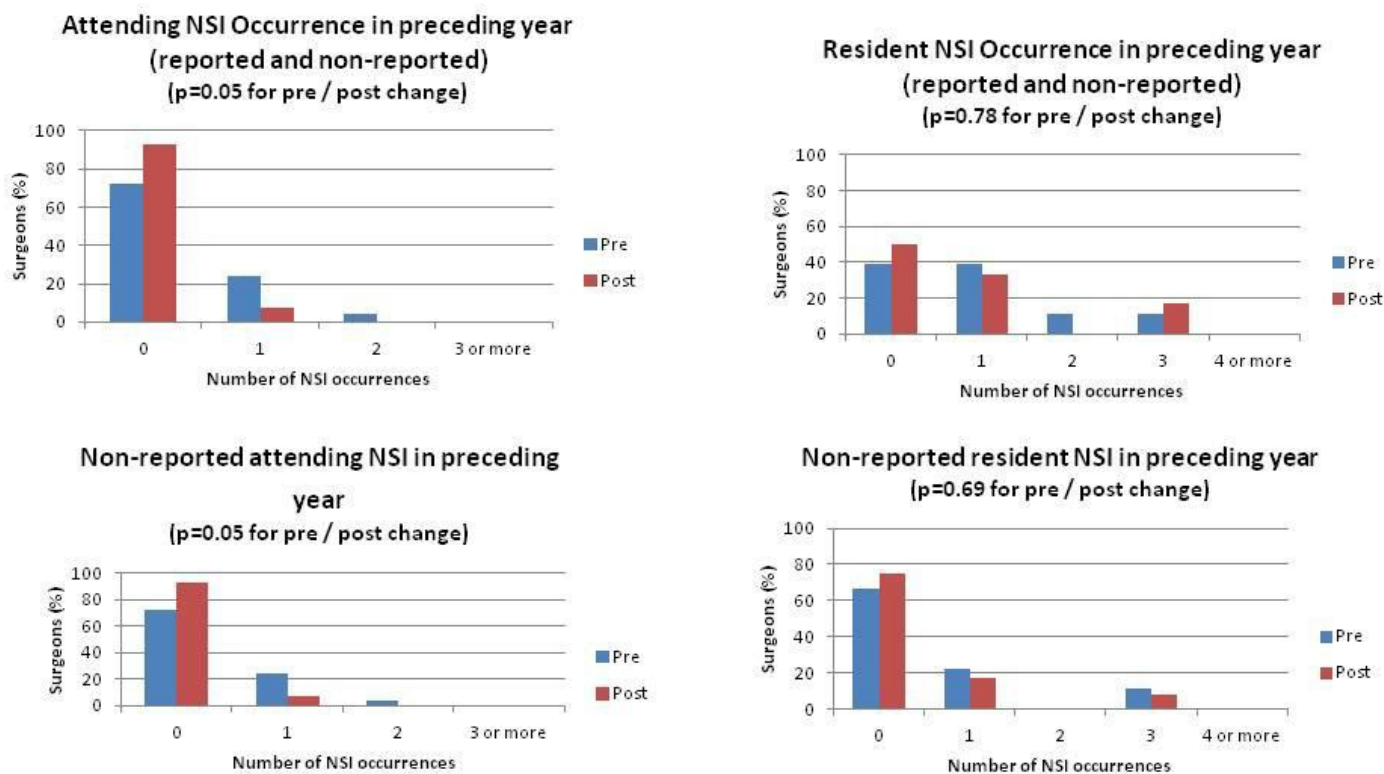 Attending NSI Occurrence in preceding year
(reported and non-reported)
(p=0.05 for pre / post change)
100
80
60
40
20
0
Surgeons (%)
0 1 2 3 or more
Number of NSI occurrences
Pre
Post
Resident NSI Occurrence in preceding year
(reported and non-reported)
(p=0.78 for pre / post change)
100
80
60
40
20
0
Surgeons (%)
0 1 2 3 4 or more
Number of NSI occurrences
Pre
Post
Non-reported attending NSI in preceding
year
(p=0.05 for pre / post change)
100
80
60
40
20
0
Surgeons (%)
0 1 2 3 or more
Number of NSI occurrences
Pre
Post
Non-reported resident NSI in preceding year
(p=0.69 for pre / post change)
100
80
60
40
20
0
Surgeons (%)
0 1 2 3 4 or more
Number of NSI occurrences
Pre
Post